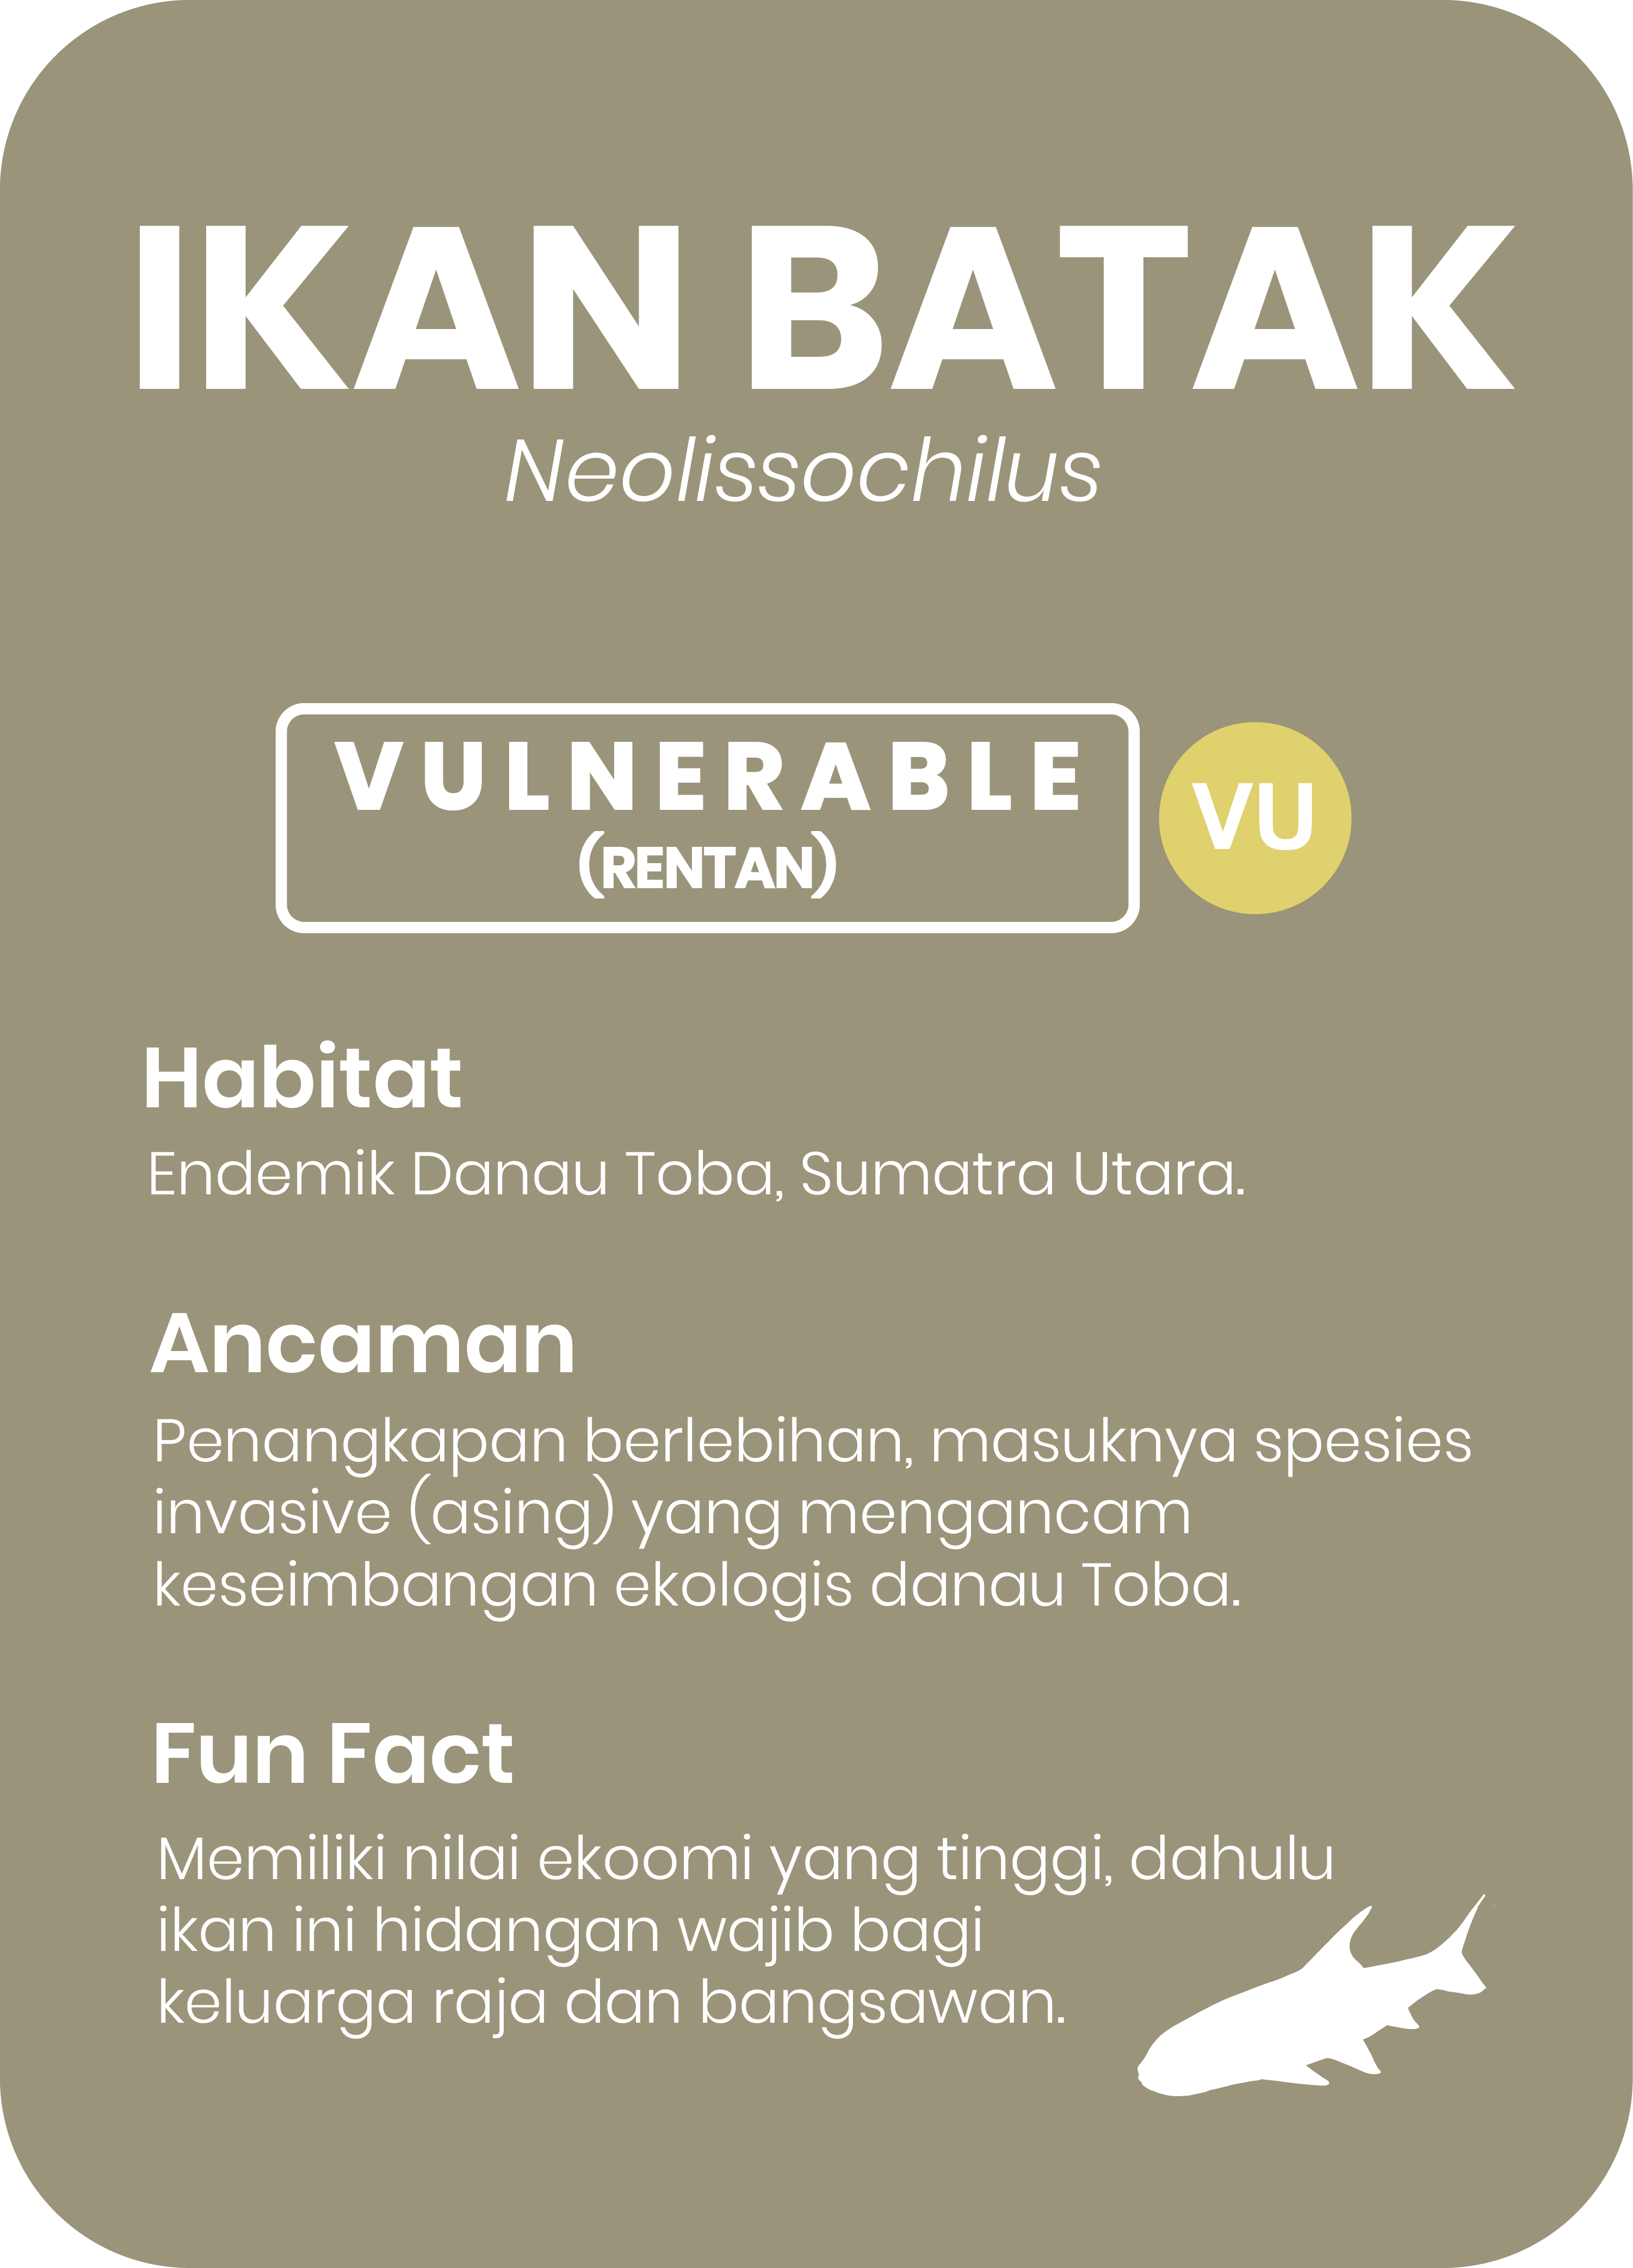 IKAN BATAK
Neolissochilus
VULNERABLE
(RENTAN)
VU
Habitat
Endemik Danau Toba, Sumatra Utara.
Ancaman
Penangkapan berlebihan, masuknya spesies
invasive (asing) yang mengancam
keseimbangan ekologis danau Toba.
Fun Fact
Memiliki nilai ekoomi yang tinggi, dahulu
ikan ini hidangan wajib bagi
keluarga raja dan bangsawan.